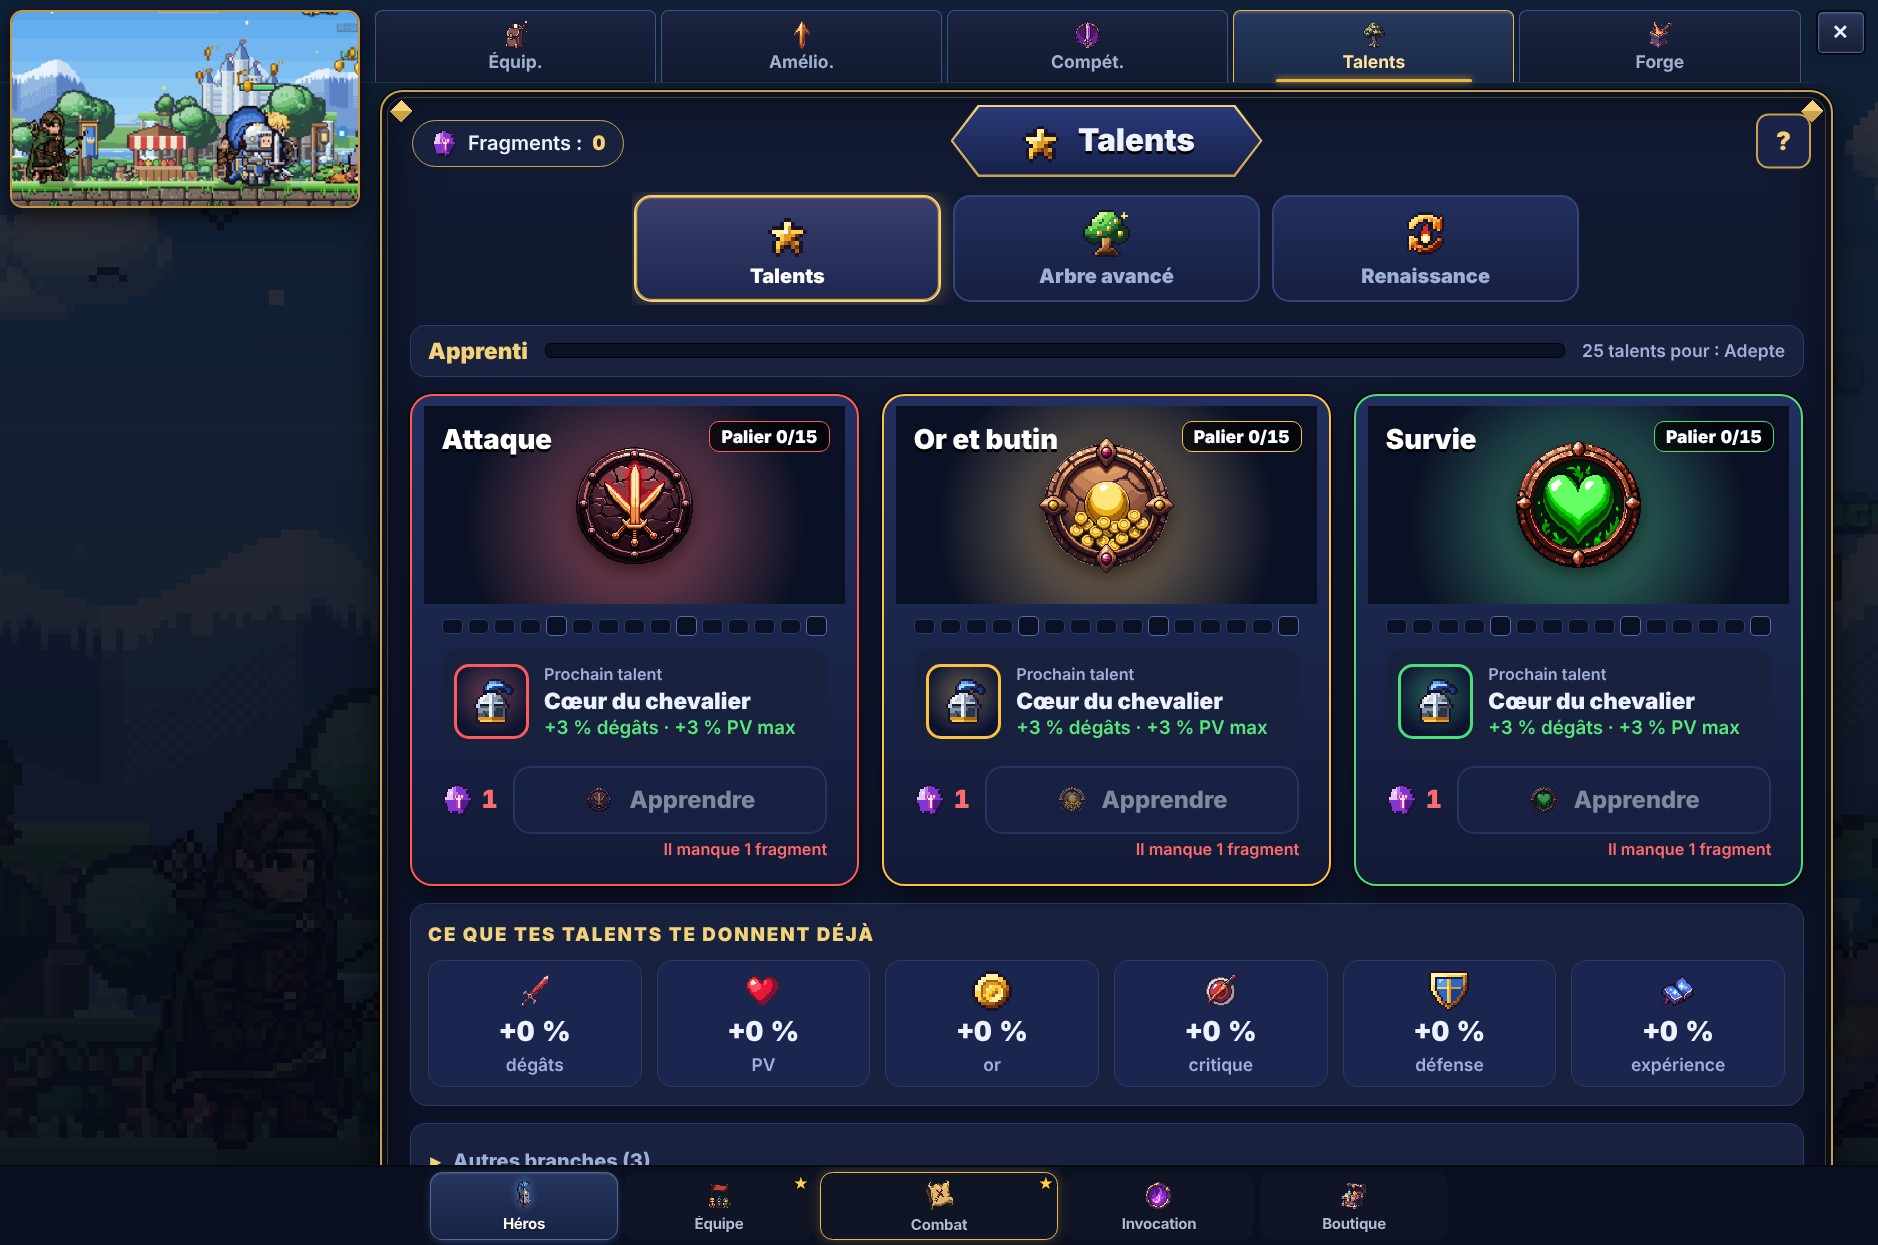 Équip.
Amélio.
Compét.
Talents
Forge
✕
Fragments : 0
Talents
?
Talents
Arbre avancé
Renaissance
Apprenti
25 talents pour : Adepte
Attaque
Palier 0/15
Prochain talent
Cœur du chevalier
+3 % dégâts · +3 % PV max
1
Apprendre
Il manque 1 fragment
Or et butin
Palier 0/15
Prochain talent
Cœur du chevalier
+3 % dégâts · +3 % PV max
1
Apprendre
Il manque 1 fragment
Survie
Palier 0/15
Prochain talent
Cœur du chevalier
+3 % dégâts · +3 % PV max
1
Apprendre
Il manque 1 fragment
CE QUE TES TALENTS TE DONNENT DÉJÀ
+0 %
dégâts
+0 %
PV
+0 %
or
+0 %
critique
+0 %
défense
+0 %
expérience
Autres branches (3)
Héros
Équipe
Combat
Invocation
Boutique